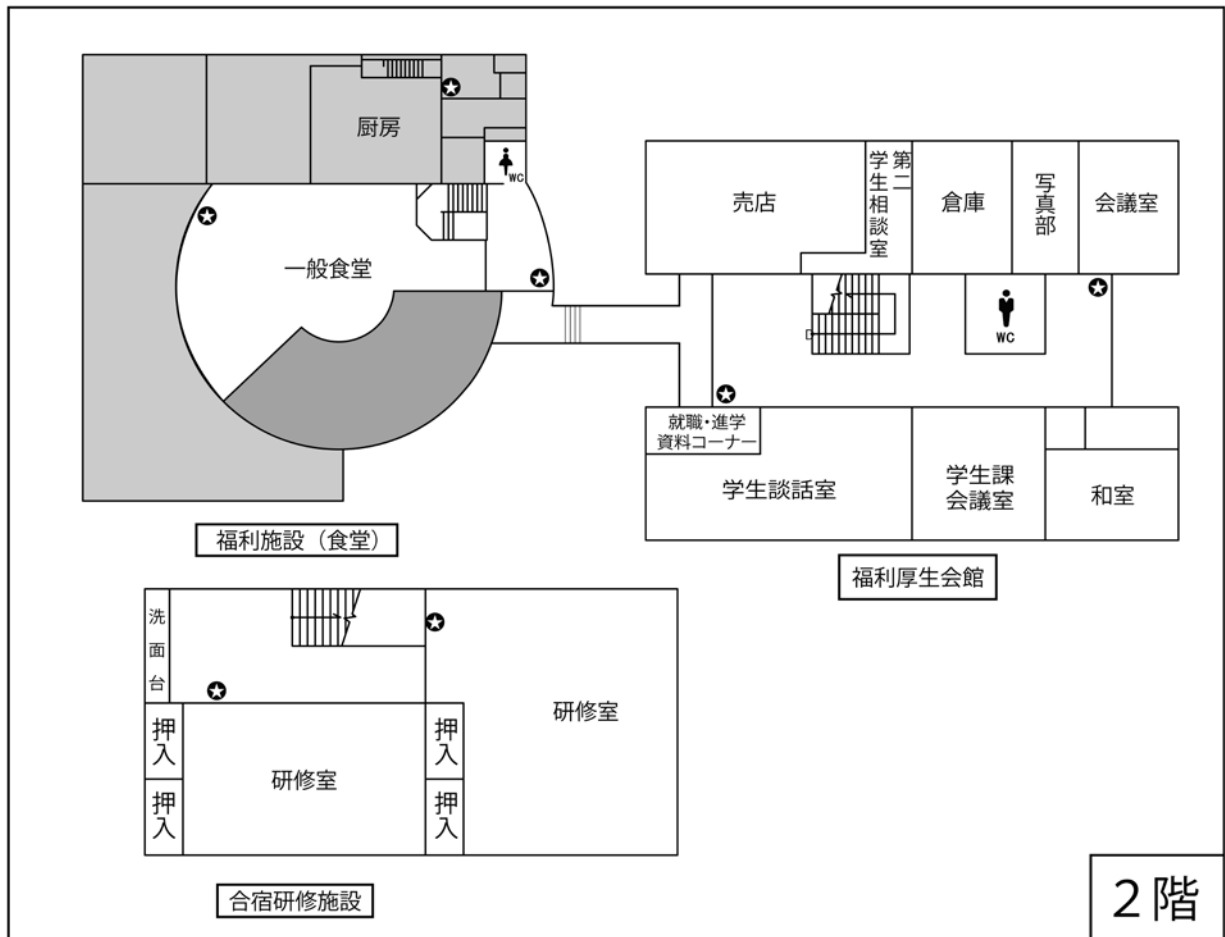 厨房
WC
一般食堂
福利施設（食堂）
売店
第二
学生相談室
倉庫
写真部
会議室
WC
就職・進学
資料コーナー
学生談話室
学生課
会議室
和室
福利厚生会館
洗面台
研修室
押入
押入
研修室
押入
押入
合宿研修施設
２階